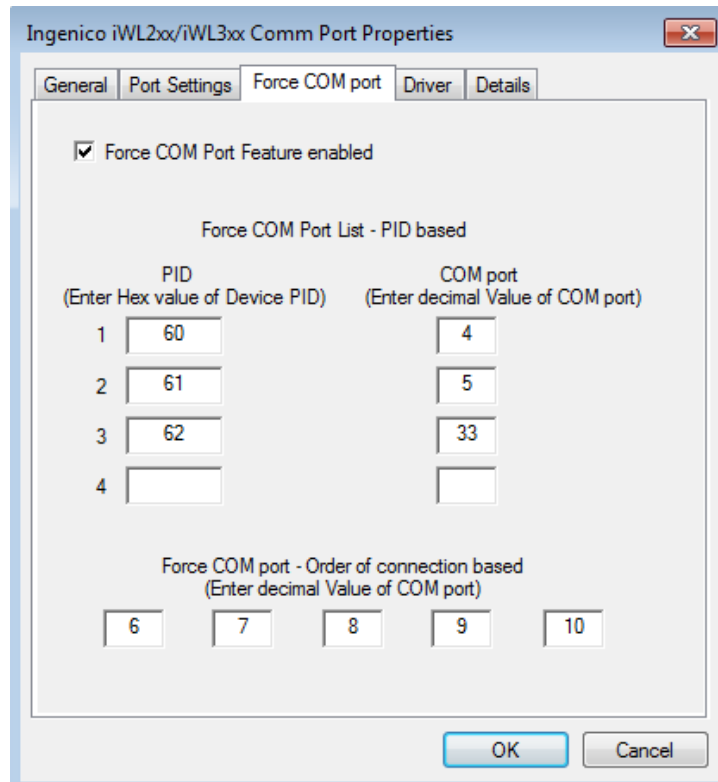 Ingenico iWL2xx/iWL3xx Comm Port Properties
General Port Settings Force COM port Driver Details
Force COM Port Feature enabled
Force COM Port List - PID based
PID COM port
(Enter Hex value of Device PID) (Enter decimal Value of COM port)
1 60 4
2 61 5
3 62 33
4
Force COM port - Order of connection based
(Enter decimal Value of COM port)
6 7 8 9 10
OK Cancel